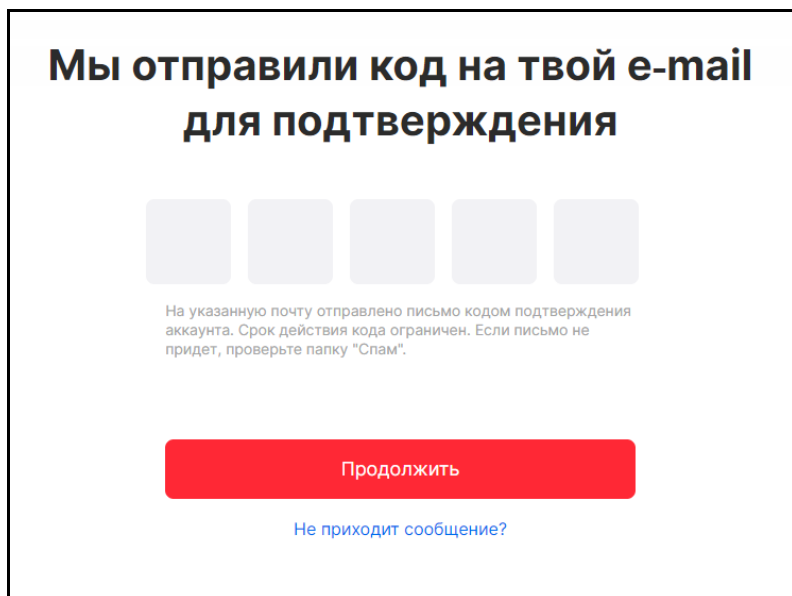 Мы отправили код на твой e-mail
для подтверждения
На указанную почту отправлено письмо кодом подтверждения
аккаунта. Срок действия кода ограничен. Если письмо не
придет, проверьте папку "Спам".
Продолжить
Не приходит сообщение?